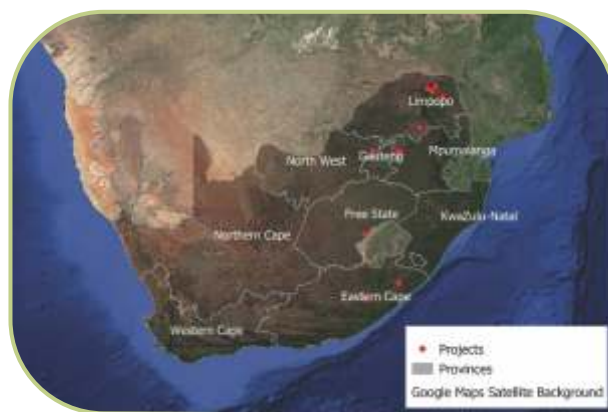 Limpopo
North West
Gauteng
Mpumalanga
Free State
KwaZulu-Natal
Northern Cape
Eastern Cape
Western Cape
Projects
Provinces
Google Maps Satellite Background